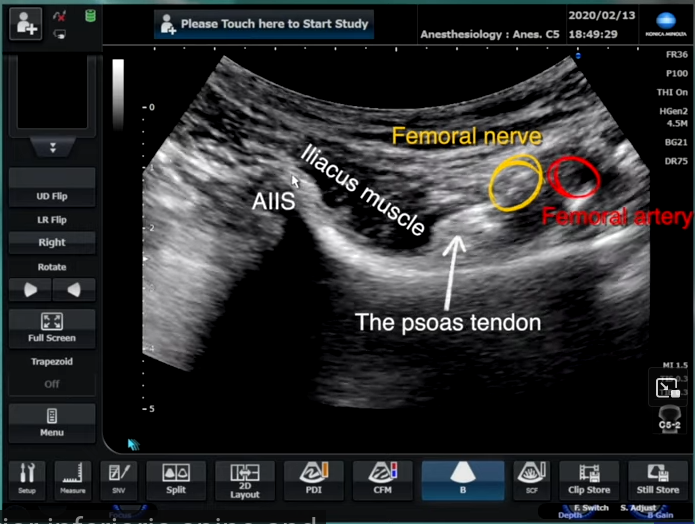 Please Touch here to Start Study
Anesthesiology : Anes. C5
2020/02/13
18:49:29
KONICA MINOLTA
FR36
P100
THI On
HGen2
4.5M
BG21
DR75
0
1
2
4
5
Femoral nerve
Iliacus muscle
AIIS
Femoral artery
The psoas tendon
UD Flip
LR Flip
Right
Rotate
Full Screen
Trapezoid
Off
Menu
MI 1.5
C5-2
Setup
Measure
SNV
Split
2D
Layout
PDI
CFM
B
SCF
Clip Store
Still Store
Focus
F. Switch
S. Adjust
Depth
B-Gain